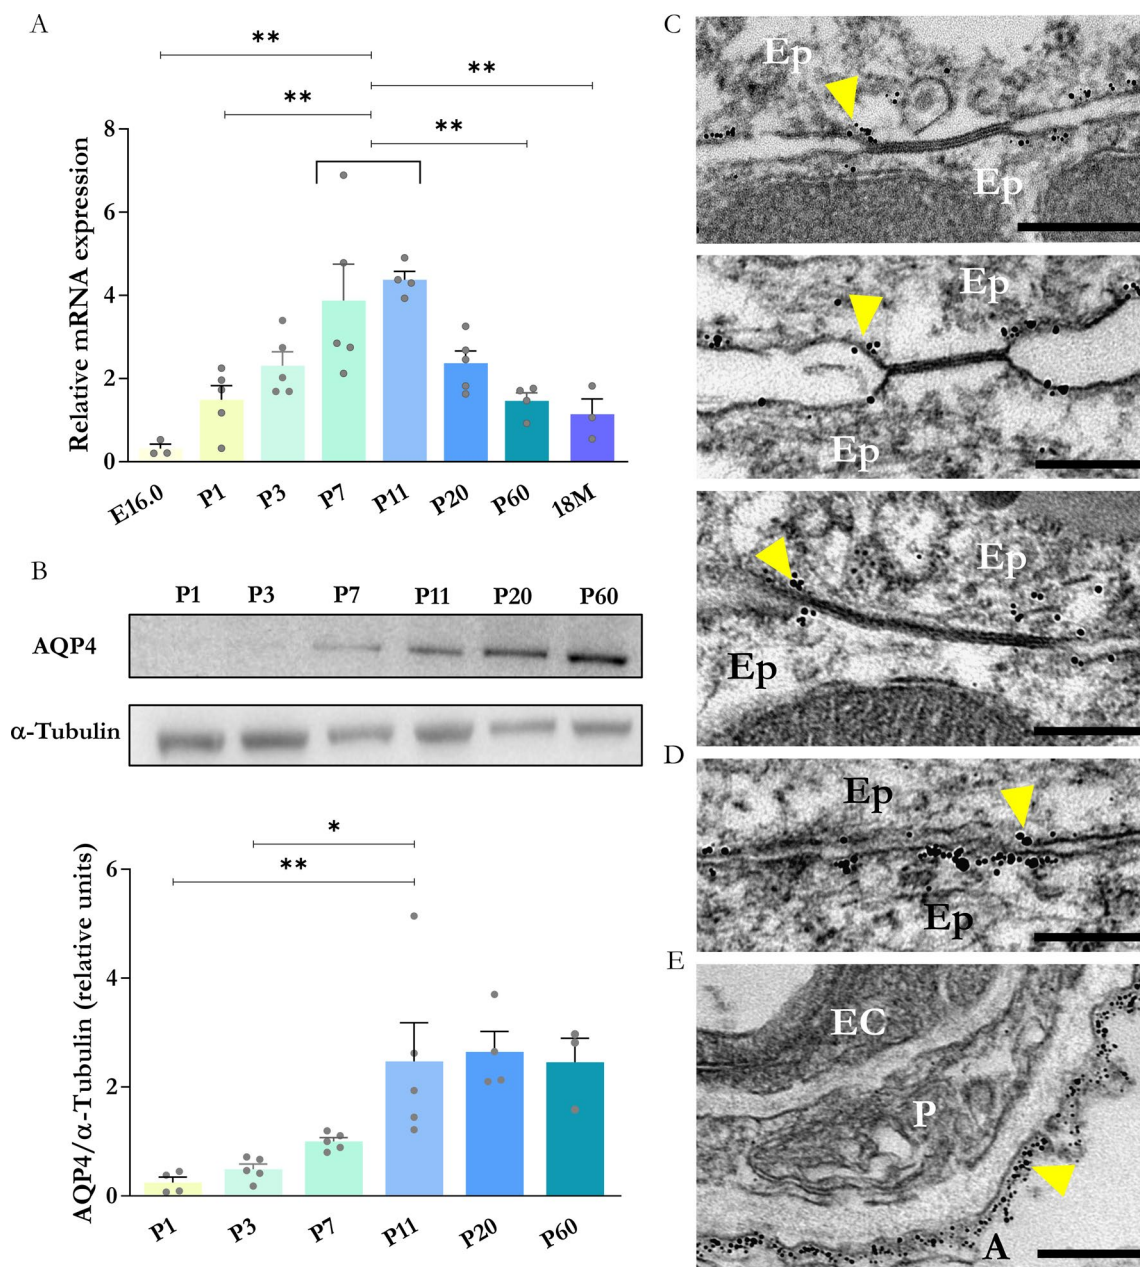 A
**
**
**
**
Relative mRNA expression
8
6
4
2
0
E16.0 P1 P3 P7 P11 P20 P60 18M
B
P1 P3 P7 P11 P20 P60
AQP4
α-Tubulin
*
**
AQP4/α-Tubulin (relative units)
6
4
2
0
P1 P3 P7 P11 P20 P60
C
Ep
Ep
Ep
Ep
Ep
Ep
D
Ep
Ep
E
EC
P
A